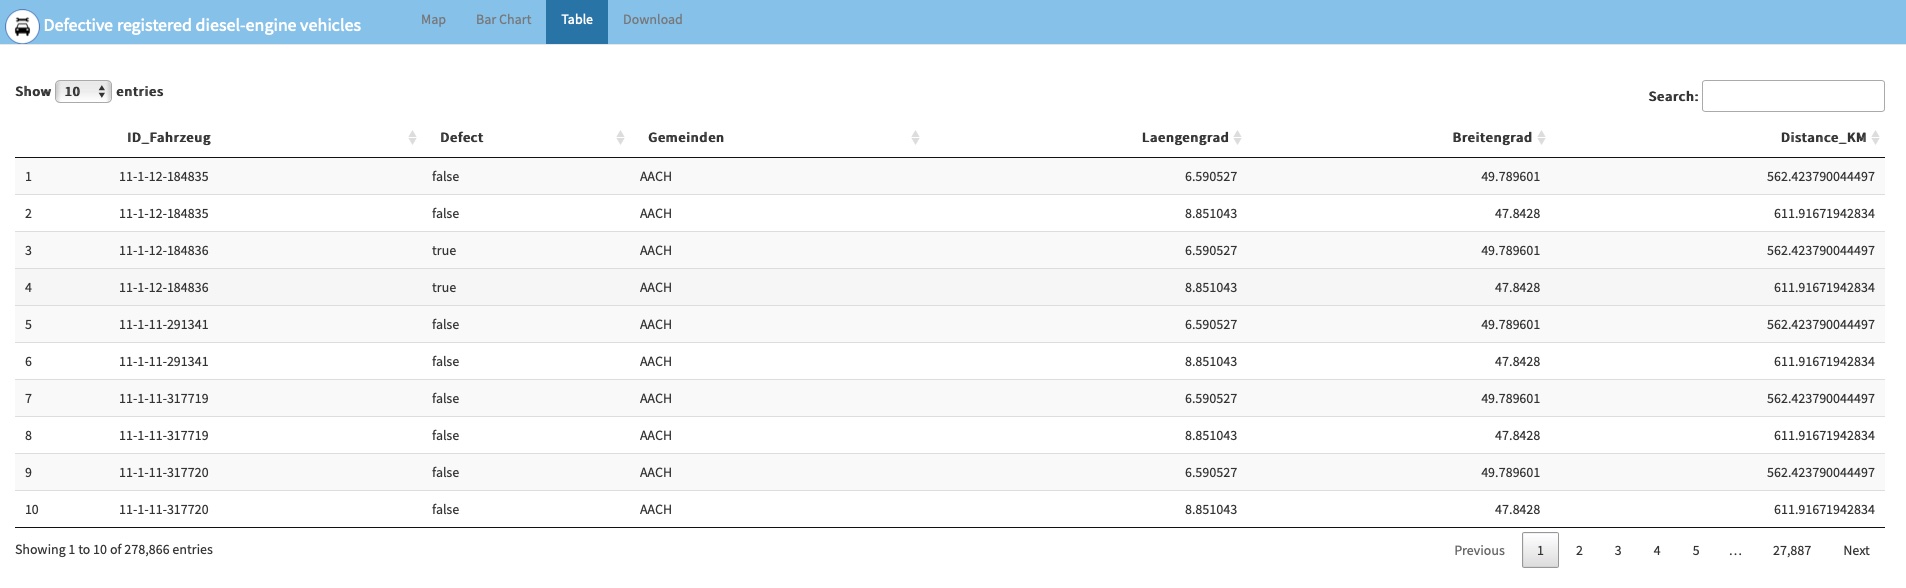 Defective registered diesel-engine vehicles Map Bar Chart Table Download
Show 10 entries Search:
ID_Fahrzeug Defect Gemeinden Laengengrad Breitengrad Distance_KM
1 11-1-12-184835 false AACH 6.590527 49.789601 562.423790044497
2 11-1-12-184835 false AACH 8.851043 47.8428 611.91671942834
3 11-1-12-184836 true AACH 6.590527 49.789601 562.423790044497
4 11-1-12-184836 true AACH 8.851043 47.8428 611.91671942834
5 11-1-11-291341 false AACH 6.590527 49.789601 562.423790044497
6 11-1-11-291341 false AACH 8.851043 47.8428 611.91671942834
7 11-1-11-317719 false AACH 6.590527 49.789601 562.423790044497
8 11-1-11-317719 false AACH 8.851043 47.8428 611.91671942834
9 11-1-11-317720 false AACH 6.590527 49.789601 562.423790044497
10 11-1-11-317720 false AACH 8.851043 47.8428 611.91671942834
Showing 1 to 10 of 278,866 entries Previous 1 2 3 4 5 … 27,887 Next